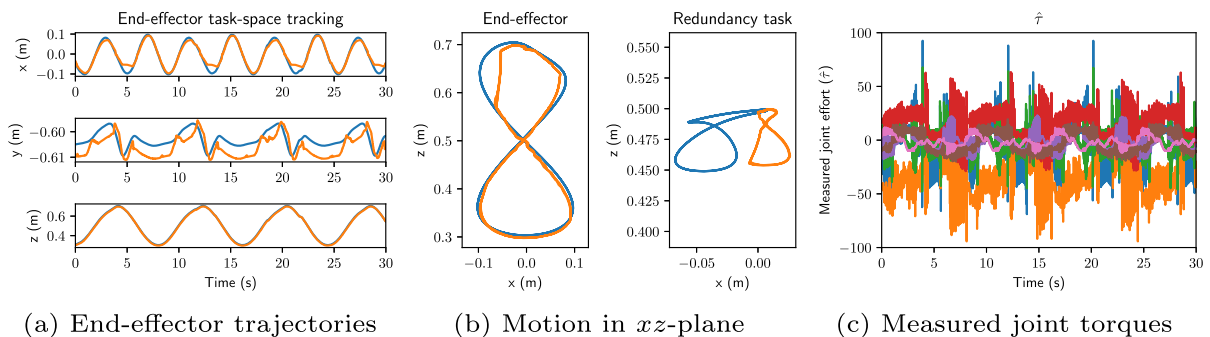 End-effector task-space tracking
x (m)
0.1
0.0
−0.1
0 5 10 15 20 25 30
y (m)
−0.60
−0.61
0 5 10 15 20 25 30
z (m)
0.6
0.4
0 5 10 15 20 25 30
Time (s)
(a) End-effector trajectories
End-effector
z (m)
0.7
0.6
0.5
0.4
0.3
−0.1 0.0 0.1
x (m)
Redundancy task
z (m)
0.550
0.525
0.500
0.475
0.450
0.425
0.400
−0.05 0.00
x (m)
(b) Motion in xz-plane
τ̂
Measured joint effort (τ̂)
100
50
0
−50
−100
0 5 10 15 20 25 30
Time (s)
(c) Measured joint torques